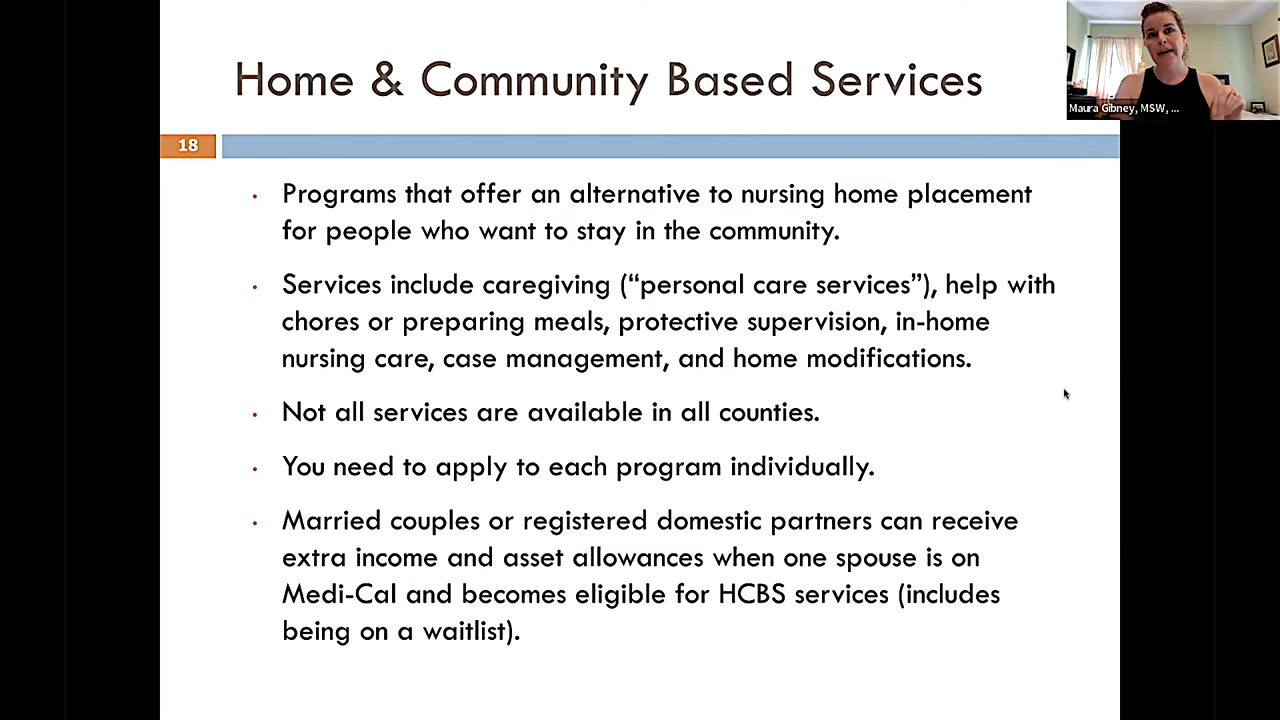 Home & Community Based Services
Maura Gibney, MSW, ...
18
• Programs that offer an alternative to nursing home placement
for people who want to stay in the community.
• Services include caregiving (“personal care services”), help with
chores or preparing meals, protective supervision, in-home
nursing care, case management, and home modifications.
• Not all services are available in all counties.
• You need to apply to each program individually.
• Married couples or registered domestic partners can receive
extra income and asset allowances when one spouse is on
Medi-Cal and becomes eligible for HCBS services (includes
being on a waitlist).